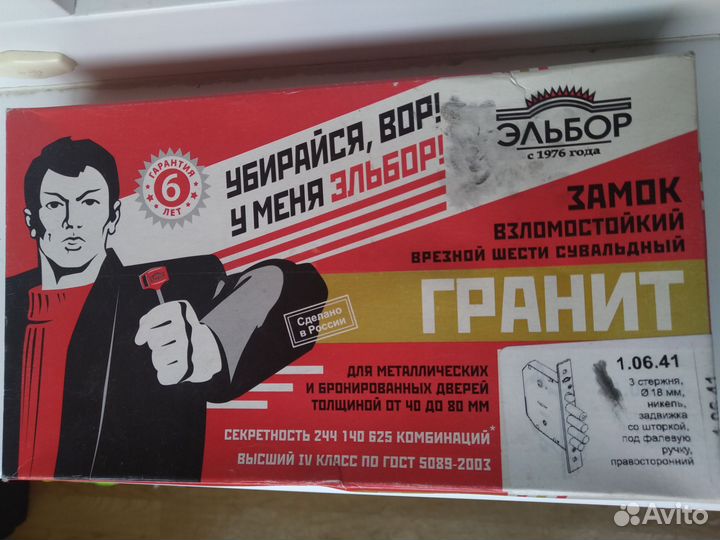 ГАРАНТИЯ
6
ЛЕТ
УБИРАЙСЯ, ВОР!
У МЕНЯ ЭЛЬБОР!
ЭЛЬБОР
с 1976 года
ЗАМОК
ВЗЛОМОСТОЙКИЙ
ВРЕЗНОЙ ШЕСТИ СУВАЛЬДНЫЙ
ГРАНИТ
Сделано
в России
ДЛЯ МЕТАЛЛИЧЕСКИХ
И БРОНИРОВАННЫХ ДВЕРЕЙ
ТОЛЩИНОЙ ОТ 40 ДО 80 ММ
СЕКРЕТНОСТЬ 244 140 625 КОМБИНАЦИЙ*
ВЫСШИЙ IV КЛАСС ПО ГОСТ 5089-2003
1.06.41
3 стержня,
Ø 18 мм,
никель,
задвижка
со шторкой,
под фалевую
ручку,
правосторонний
Avito